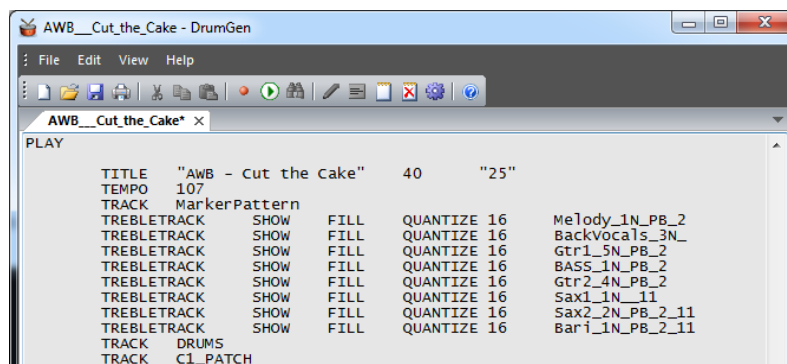 AWB___Cut_the_Cake - DrumGen
File Edit View Help
AWB___Cut_the_Cake* ×
PLAY
TITLE "AWB - Cut the Cake" 40 "25"
TEMPO 107
TRACK MarkerPattern
TREBLETRACK SHOW FILL QUANTIZE 16 Melody_1N_PB_2
TREBLETRACK SHOW FILL QUANTIZE 16 BackVocals_3N_
TREBLETRACK SHOW FILL QUANTIZE 16 Gtr1_5N_PB_2
TREBLETRACK SHOW FILL QUANTIZE 16 BASS_1N_PB_2
TREBLETRACK SHOW FILL QUANTIZE 16 Gtr2_4N_PB_2
TREBLETRACK SHOW FILL QUANTIZE 16 Sax1_1N__11
TREBLETRACK SHOW FILL QUANTIZE 16 Sax2_2N_PB_2_11
TREBLETRACK SHOW FILL QUANTIZE 16 Bari_1N_PB_2_11
TRACK DRUMS
TRACK C1_PATCH